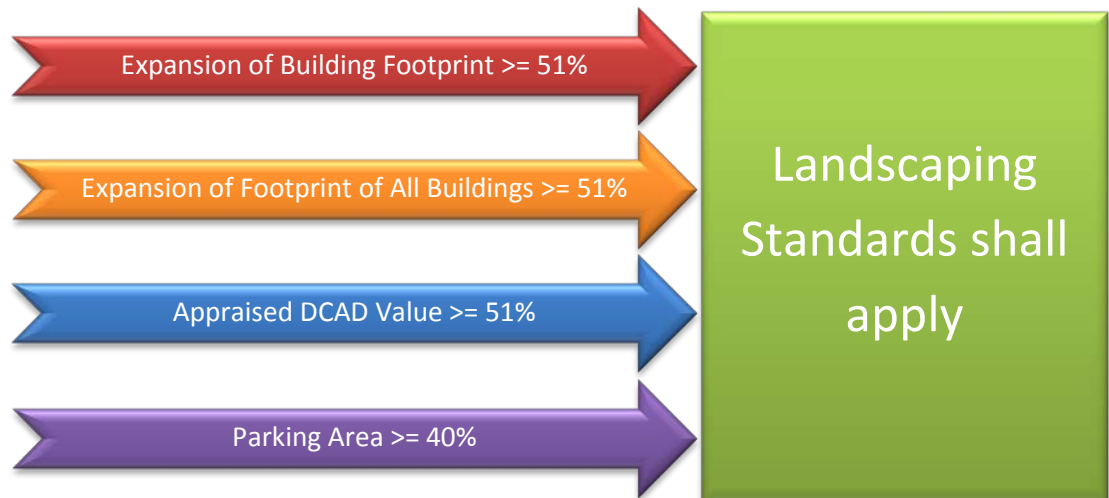 Expansion of Building Footprint >= 51%
Expansion of Footprint of All Buildings >= 51%
Appraised DCAD Value >= 51%
Parking Area >= 40%
Landscaping
Standards shall
apply